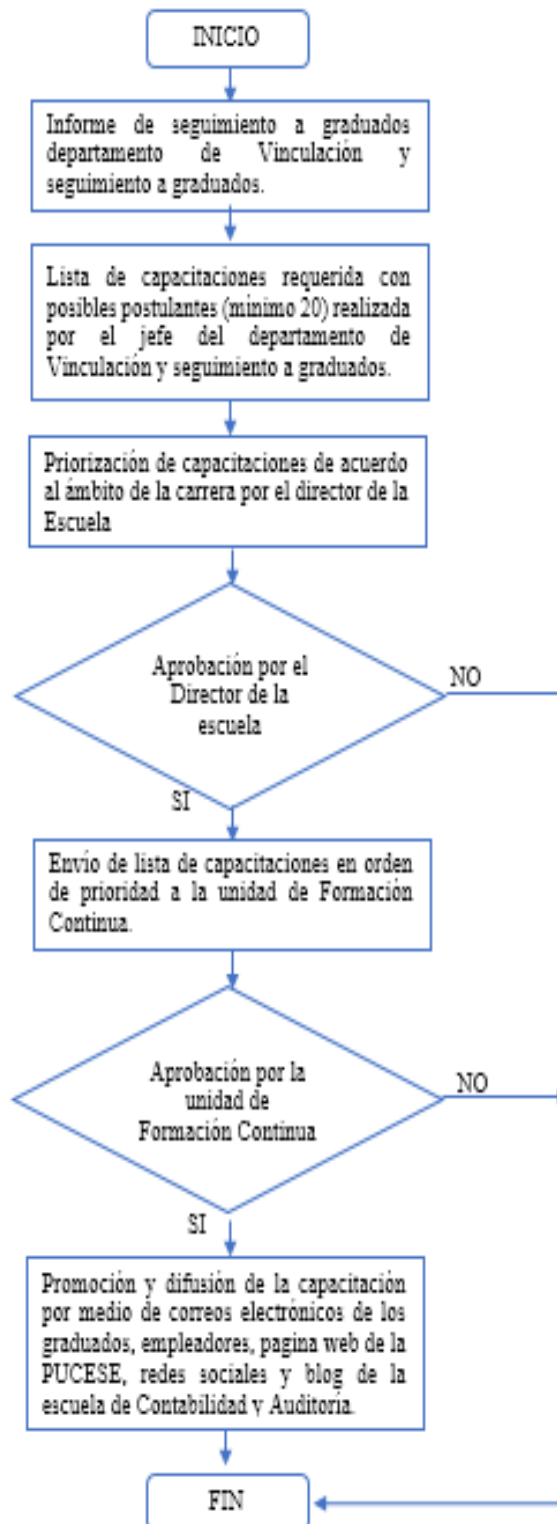 INICIO
Informe de seguimiento a graduados
departamento de Vinculación y
seguimiento a graduados.
Lista de capacitaciones requerida con
posibles postulantes (mínimo 20) realizada
por el jefe del departamento de
Vinculación y seguimiento a graduados.
Priorización de capacitaciones de acuerdo
al ámbito de la carrera por el director de la
Escuela
Aprobación por el
Director de la
escuela
NO
SI
Envío de lista de capacitaciones en orden
de prioridad a la unidad de Formación
Continua.
Aprobación por la
unidad de
Formación Continua
NO
SI
Promoción y difusión de la capacitación
por medio de correos electrónicos de los
graduados, empleadores, pagina web de la
PUCESE, redes sociales y blog de la
escuela de Contabilidad y Auditoría.
FIN